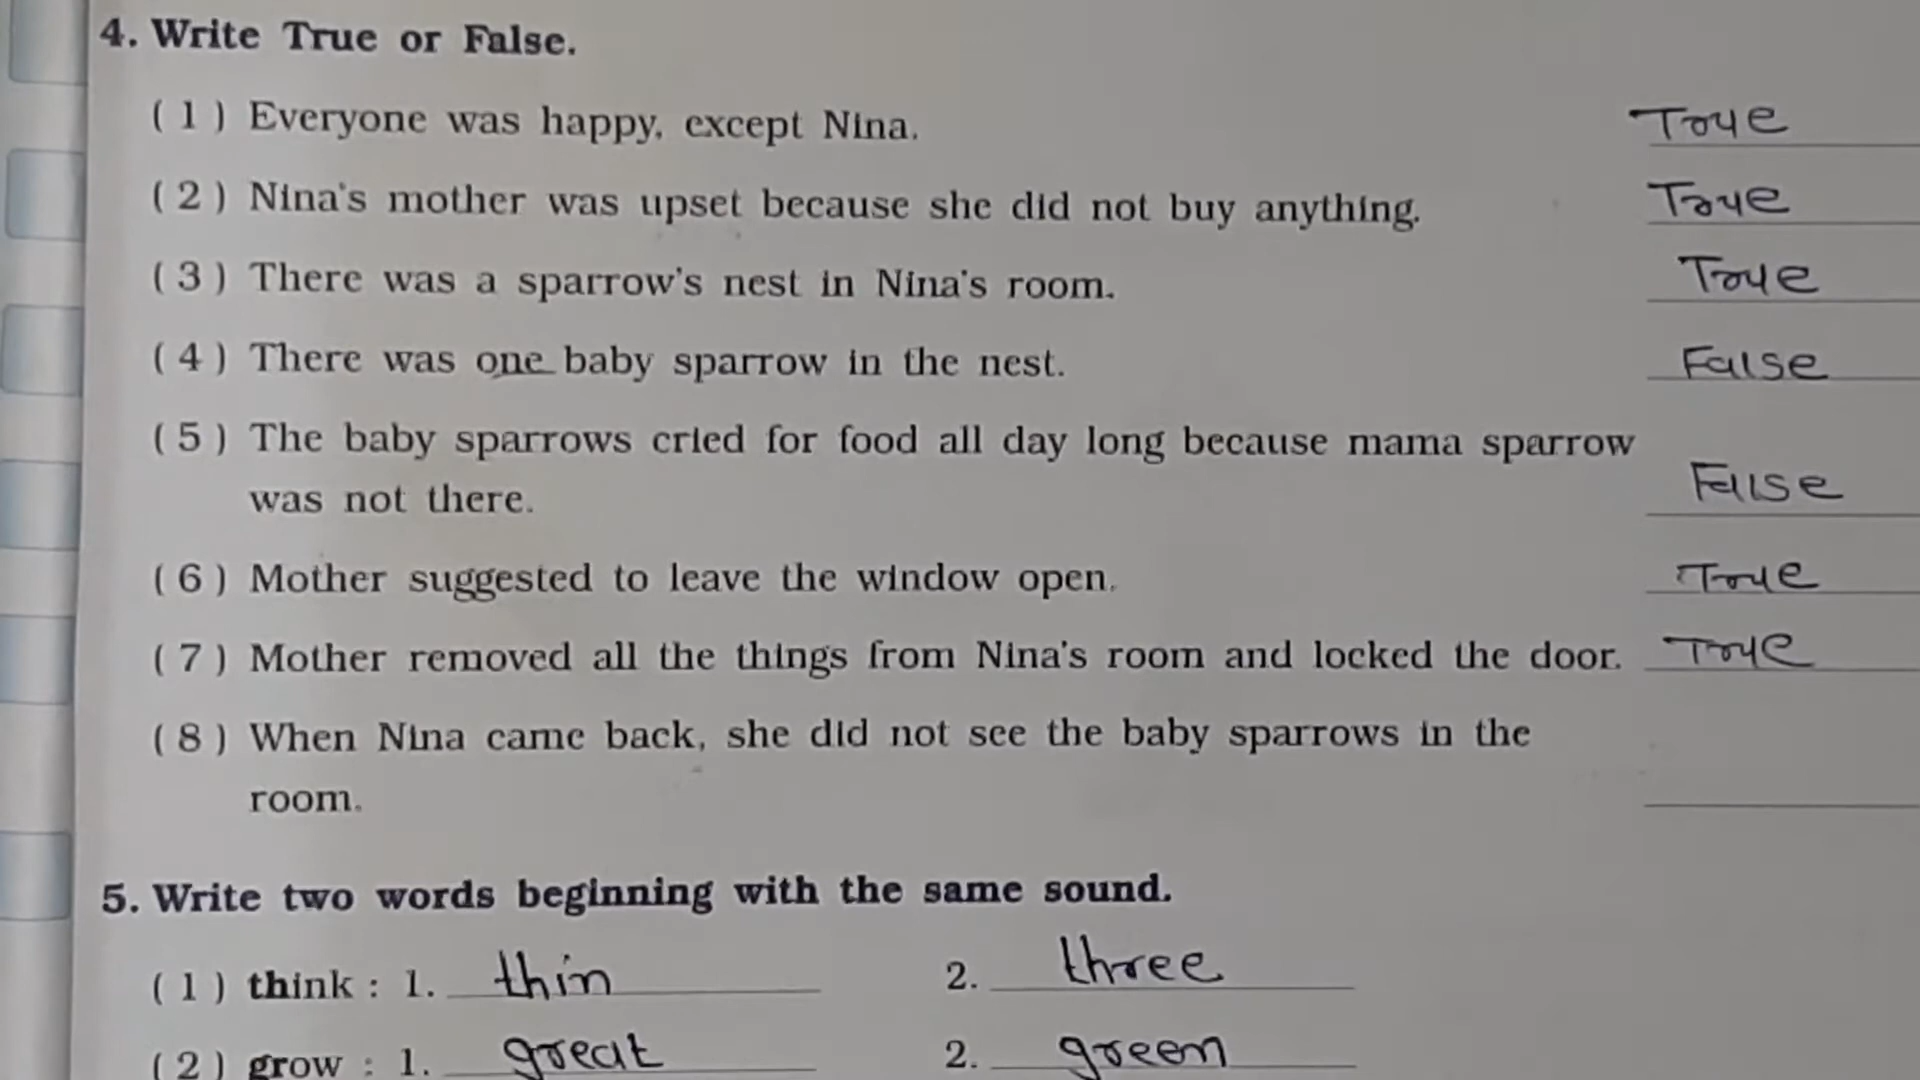 4. Write True or False.
(1) Everyone was happy, except Nina. True
(2) Nina's mother was upset because she did not buy anything. True
(3) There was a sparrow's nest in Nina's room. True
(4) There was one baby sparrow in the nest. False
(5) The baby sparrows cried for food all day long because mama sparrow
was not there. False
(6) Mother suggested to leave the window open. True
(7) Mother removed all the things from Nina's room and locked the door. True
(8) When Nina came back, she did not see the baby sparrows in the
room.
5. Write two words beginning with the same sound.
(1) think : 1. thin 2. three
(2) grow : 1. great 2. green